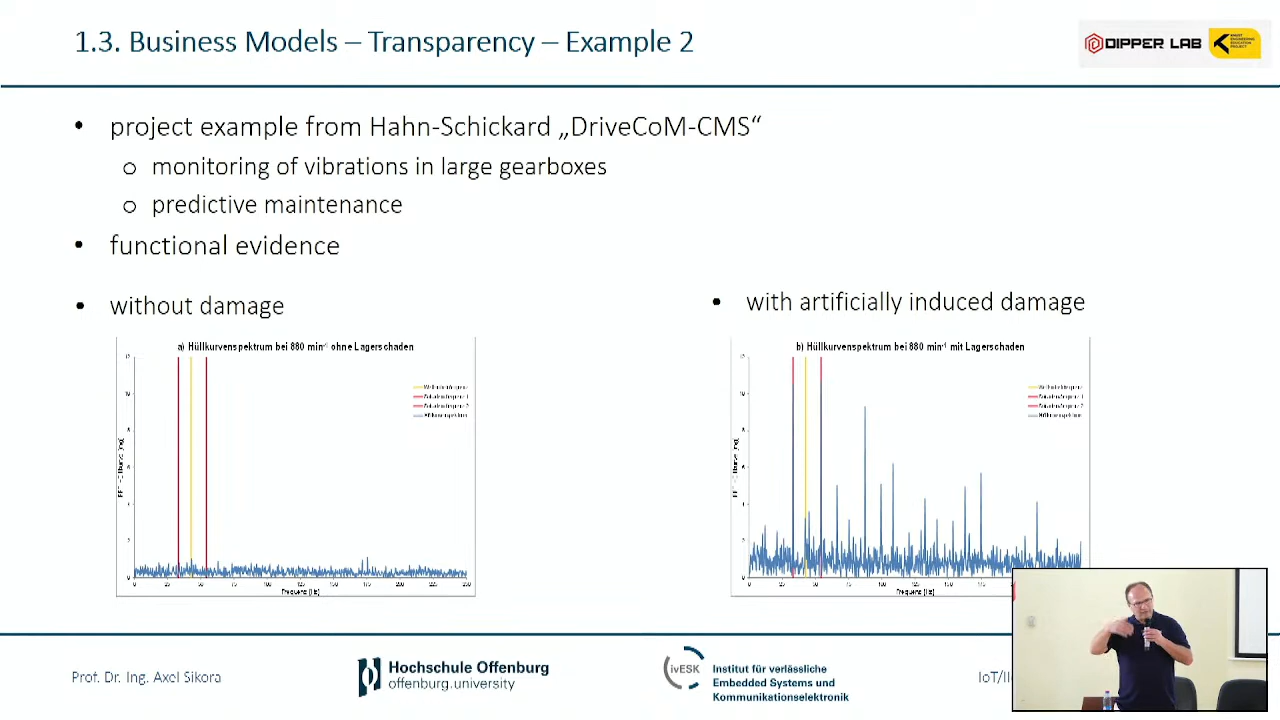 1.3. Business Models – Transparency – Example 2
DIPPER LAB
• project example from Hahn-Schickard „DriveCoM-CMS“
o monitoring of vibrations in large gearboxes
o predictive maintenance
• functional evidence
• without damage
• with artificially induced damage
a) Hüllkurvenspektrum bei 880 min-1 ohne Lagerschaden
Frequenz [Hz]
b) Hüllkurvenspektrum bei 880 min-1 mit Lagerschaden
Frequenz [Hz]
Prof. Dr. Ing. Axel Sikora
Hochschule Offenburg
offenburg.university
ivESK
Institut für verlässliche
Embedded Systems und
Kommunikationselektronik